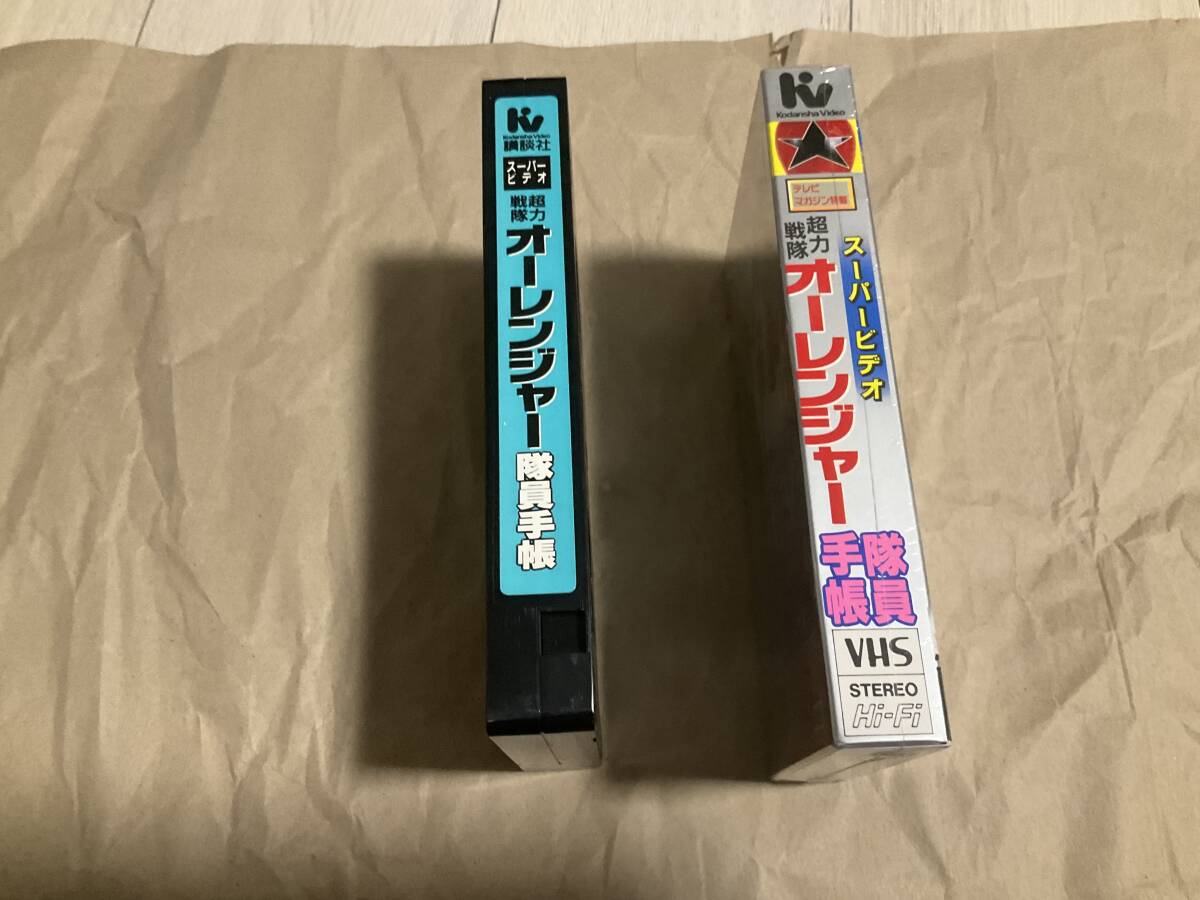 Kodansha Video
講談社
スーパー
ビデオ
超力
戦隊
オーレンジャー
隊員手帳
Kodansha Video
テレビ
マガジン特製
スーパービデオ
超力
戦隊
オーレンジャー
隊員
手帳
VHS
STEREO
Hi-Fi